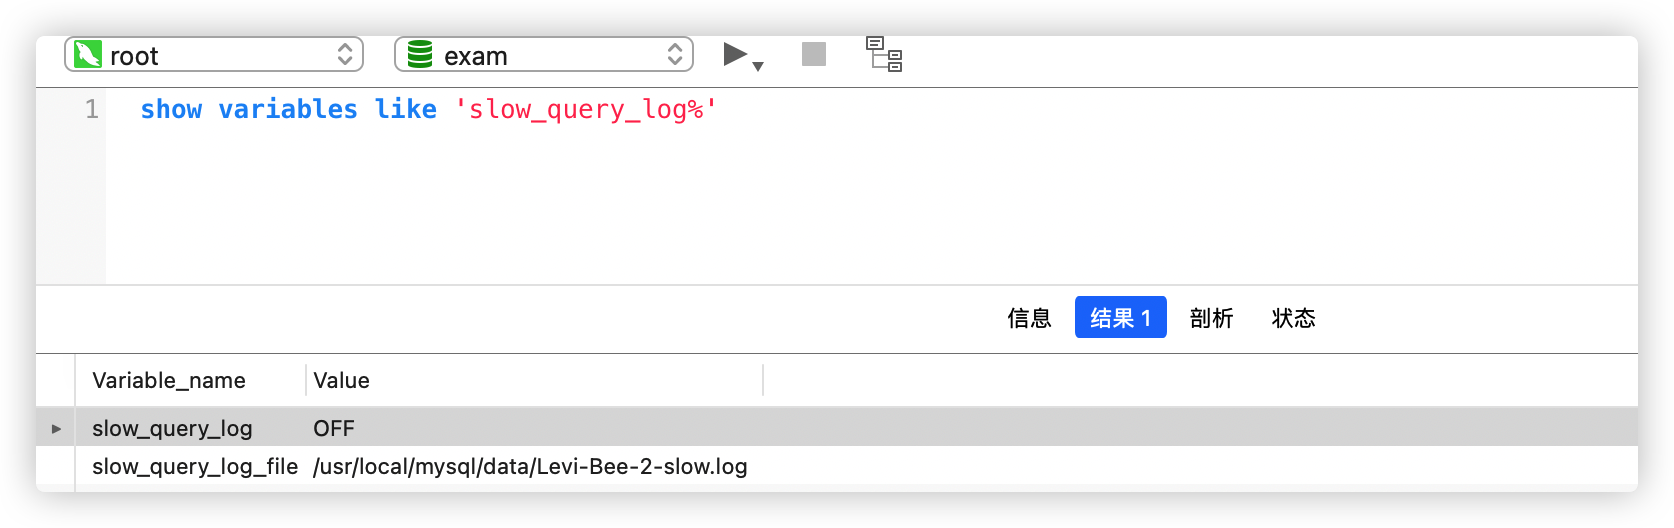 root exam
1 show variables like 'slow_query_log%'
信息 结果 1 剖析 状态
Variable_name Value
slow_query_log OFF
slow_query_log_file /usr/local/mysql/data/Levi-Bee-2-slow.log